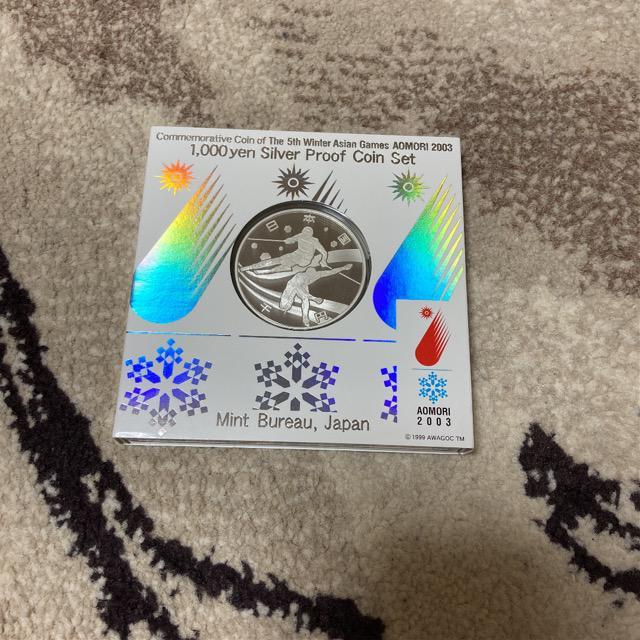 Commemorative Coin of The 5th Winter Asian Games AOMORI 2003
1,000yen Silver Proof Coin Set
日本国
千円
AOMORI
2003
Mint Bureau, Japan
© 1999 AWAGOC TM